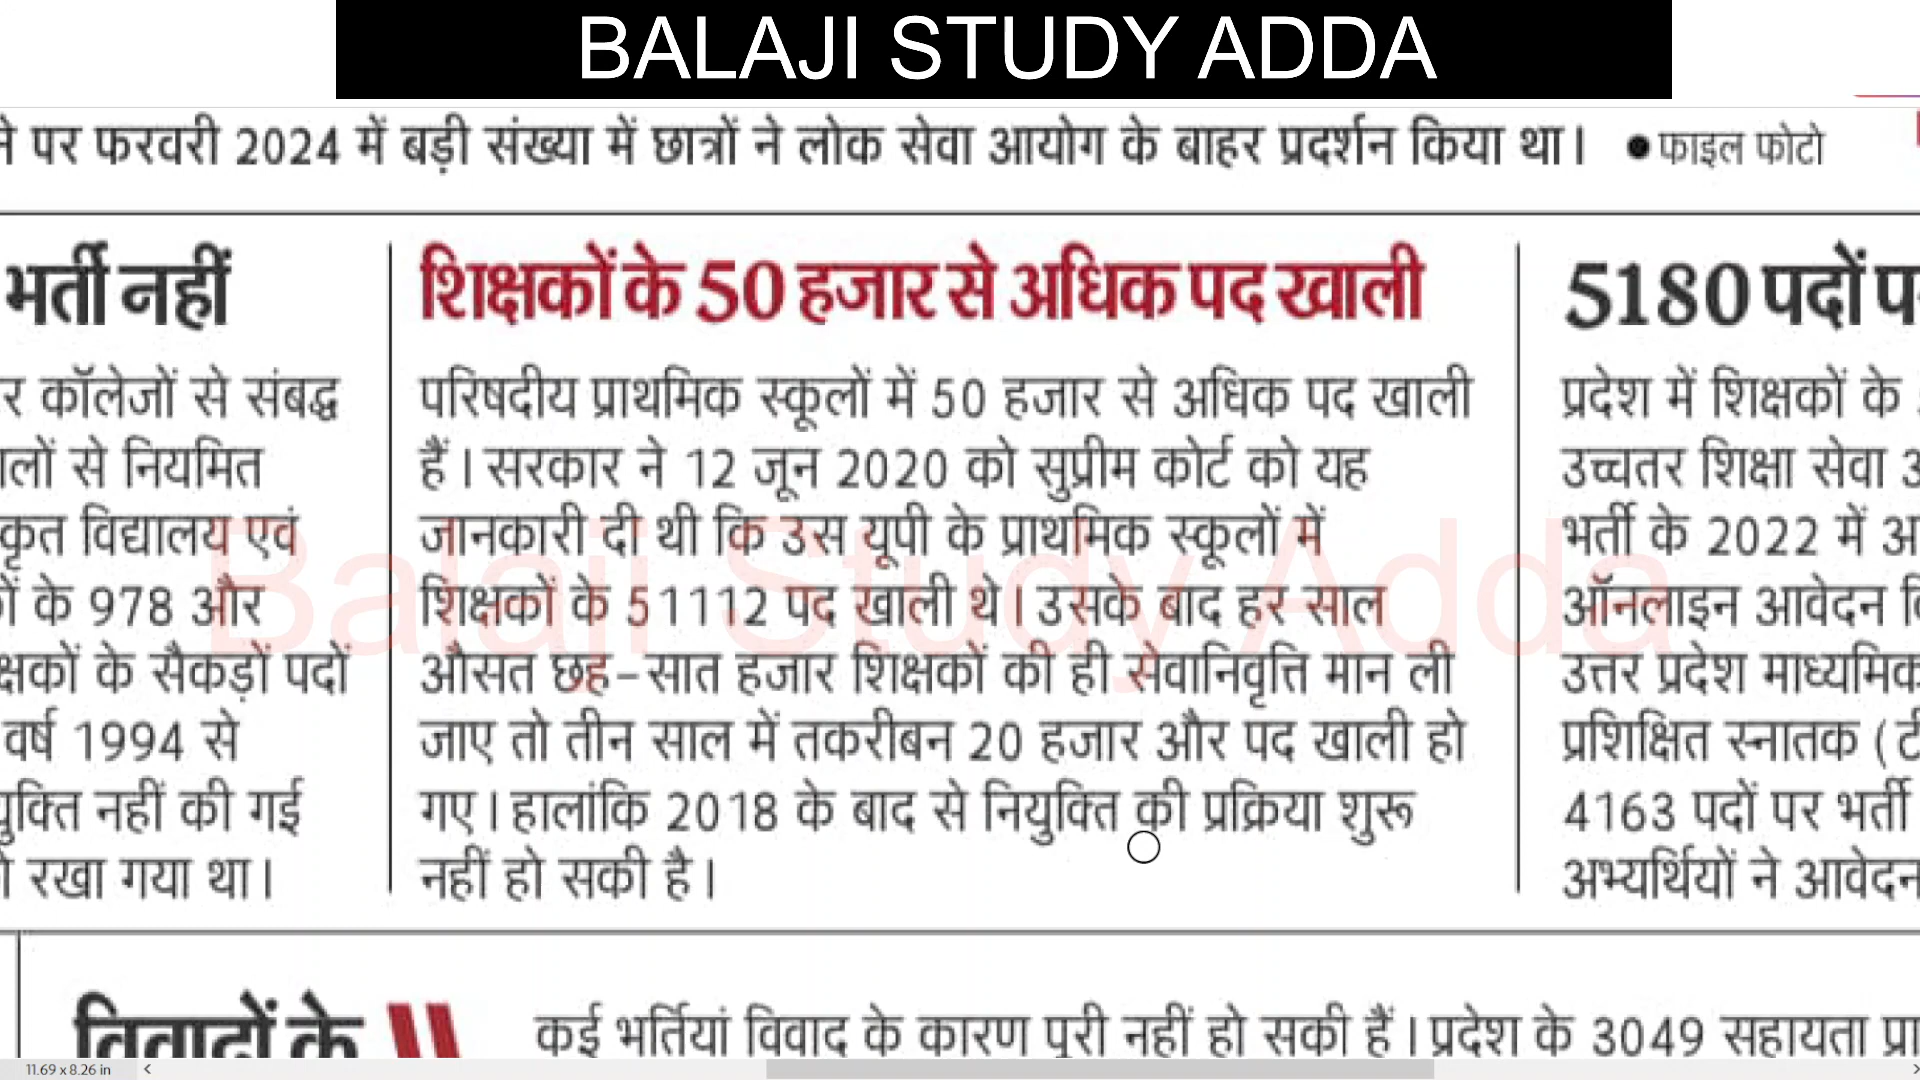 BALAJI STUDY ADDA
पर फरवरी 2024 में बड़ी संख्या में छात्रों ने लोक सेवा आयोग के बाहर प्रदर्शन किया था। ● फाइल फोटो
भर्ती नहीं
र कॉलेजों से संबद्ध
लों से नियमित
कृत विद्यालय एवं
के 978 और
क्षकों के सैकड़ों पदों
वर्ष 1994 से
युक्ति नहीं की गई
रखा गया था।
शिक्षकों के 50 हजार से अधिक पद खाली
परिषदीय प्राथमिक स्कूलों में 50 हजार से अधिक पद खाली
हैं। सरकार ने 12 जून 2020 को सुप्रीम कोर्ट को यह
जानकारी दी थी कि उस यूपी के प्राथमिक स्कूलों में
शिक्षकों के 51112 पद खाली थे। उसके बाद हर साल
औसत छह-सात हजार शिक्षकों की ही सेवानिवृत्ति मान ली
जाए तो तीन साल में तकरीबन 20 हजार और पद खाली हो
गए। हालांकि 2018 के बाद से नियुक्ति की प्रक्रिया शुरू
नहीं हो सकी है।
5180 पदों
प्रदेश में शिक्षकों के
उच्चतर शिक्षा सेवा
भर्ती के 2022 में
ऑनलाइन आवेदन
उत्तर प्रदेश माध्यमिक
प्रशिक्षित स्नातक (
4163 पदों पर भर्ती
अभ्यर्थियों ने आवेदन
Balaji Study Adda
विवादों के
कई भर्तियां विवाद के कारण पूरी नहीं हो सकी हैं। प्रदेश के 3049 सहायता
11.69 x 8.26 in